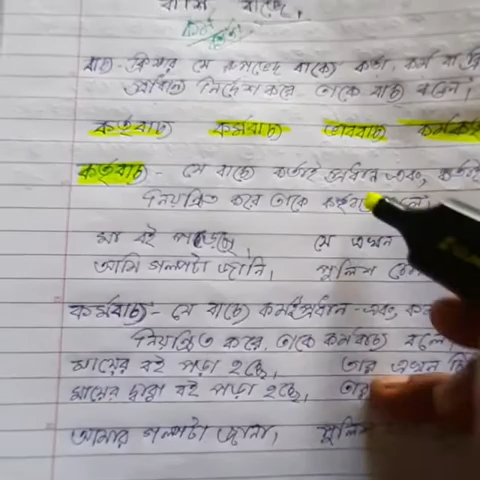 বাশি, বাচ্যে,
বাচ্য - ক্রিয়ার যে রূপভেদে বাক্যে কর্তা, কর্ম বা
প্রাধান্য নির্দেশ করে তাকে বাচ্য বলে।
কর্তৃবাচ্য কর্মবাচ্য ভাববাচ্য
কর্তৃবাচ্য - যে বাচ্যে কর্তাই প্রধান এবং, কর্তাই
নিয়ন্ত্রিত করে তাকে
মা বই পড়েছে, সে এখন
আমি গল্পটা জানি, পুলিশ
কর্মবাচ্য - যে বাচ্যে কর্মই প্রধান - এবং,
নিয়ন্ত্রিত করে, তাকে কর্মবাচ্য বলে।
মায়ের বই পড়া হচ্ছে, তার এখন
মায়ের দ্বারা বই পড়া হচ্ছে, তার
আমার গল্পটা জানা, পুলিশ